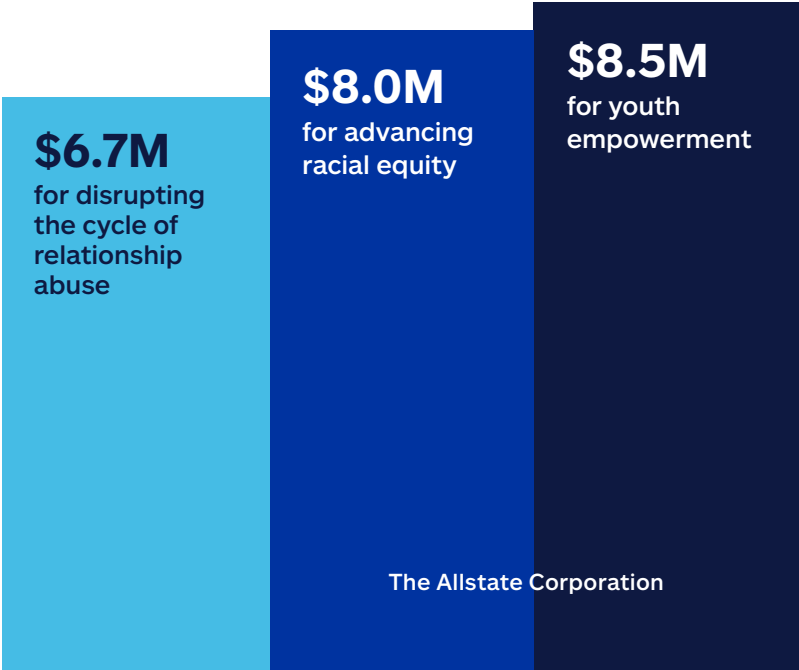 $6.7M
for disrupting
the cycle of
relationship
abuse
$8.0M
for advancing
racial equity
$8.5M
for youth
empowerment
The Allstate Corporation